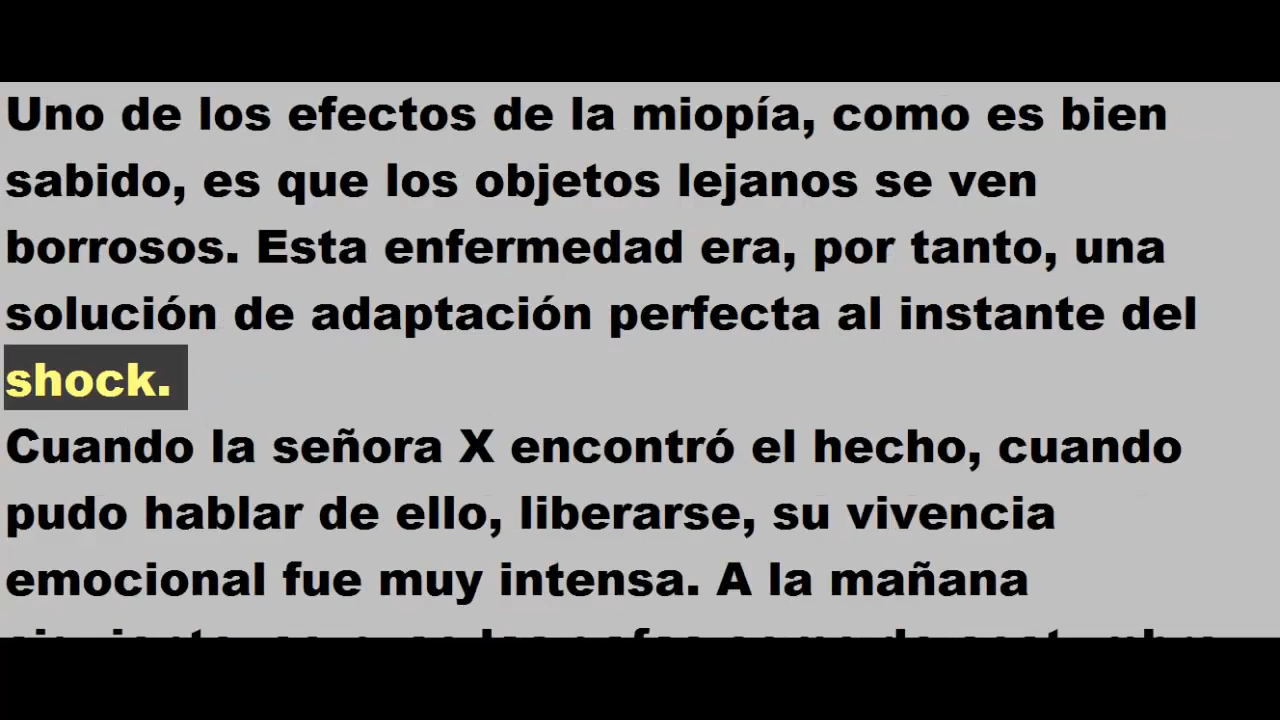 Uno de los efectos de la miopía, como es bien
sabido, es que los objetos lejanos se ven
borrosos. Esta enfermedad era, por tanto, una
solución de adaptación perfecta al instante del
shock.
Cuando la señora X encontró el hecho, cuando
pudo hablar de ello, liberarse, su vivencia
emocional fue muy intensa. A la mañana